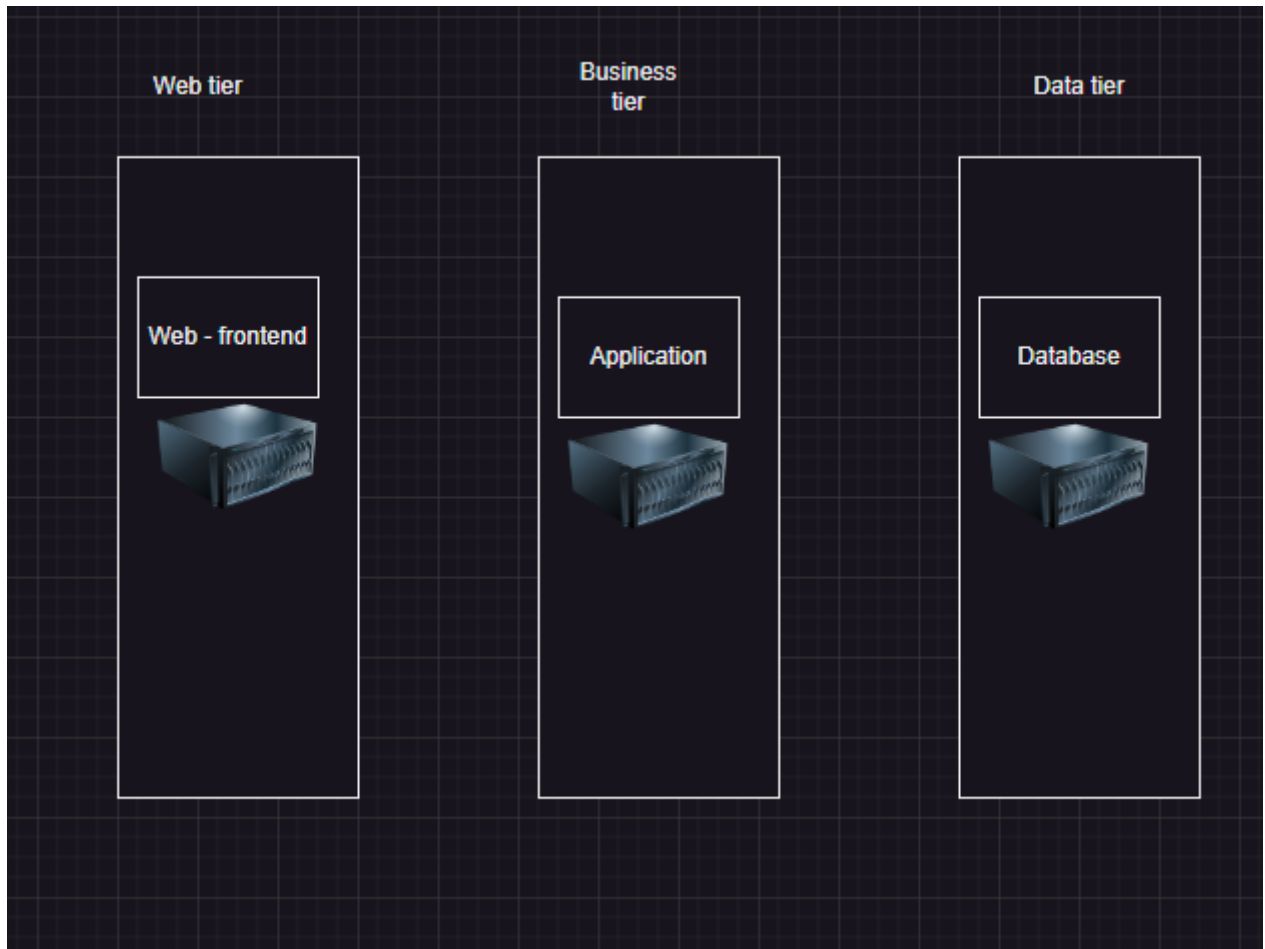 Web tier
Business
tier
Data tier
Web - frontend
Application
Database